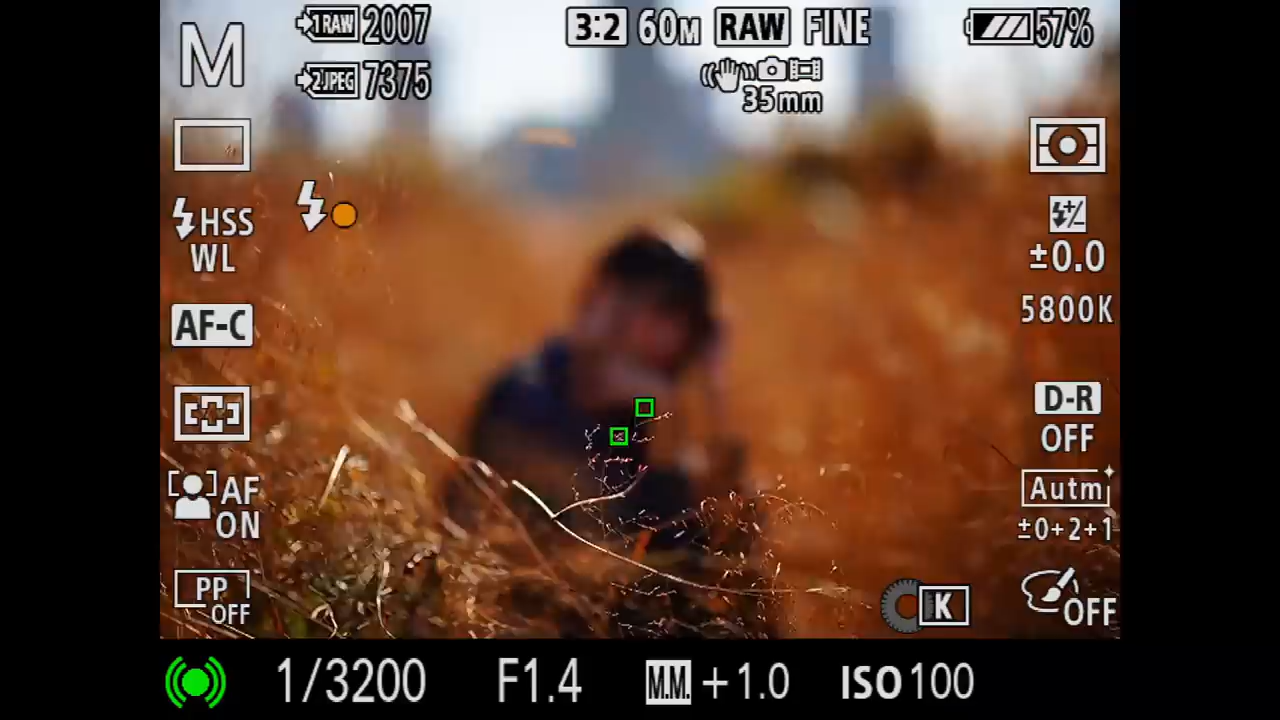 M
1RAW 2007
2JPEG 7375
3:2 60M RAW FINE
35mm
57%
HSS
WL
AF-C
AF
ON
PP
OFF
±0.0
5800K
D-R
OFF
Autm
±0+2+1
OFF
K
1/3200 F1.4 M.M. +1.0 ISO 100